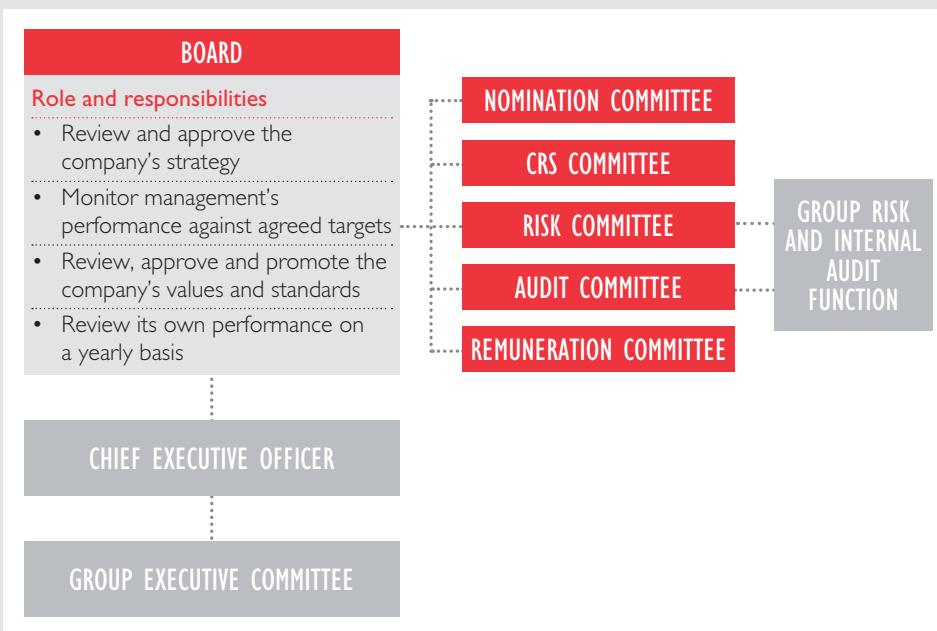 BOARD
Role and responsibilities
• Review and approve the
company's strategy
• Monitor management's
performance against agreed targets
• Review, approve and promote the
company's values and standards
• Review its own performance on
a yearly basis
NOMINATION COMMITTEE
CRS COMMITTEE
RISK COMMITTEE
AUDIT COMMITTEE
REMUNERATION COMMITTEE
GROUP RISK
AND INTERNAL
AUDIT
FUNCTION
CHIEF EXECUTIVE OFFICER
GROUP EXECUTIVE COMMITTEE